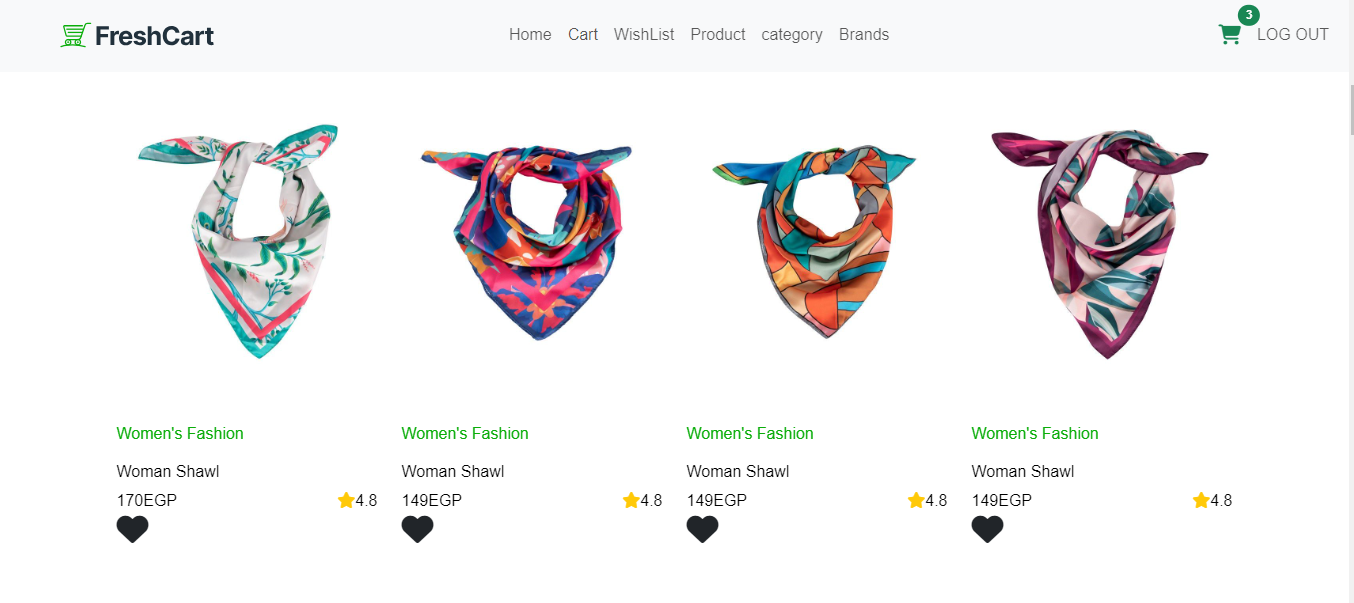 FreshCart
Home Cart WishList Product category Brands
3
LOG OUT
Women's Fashion
Woman Shawl
170EGP 4.8
Women's Fashion
Woman Shawl
149EGP 4.8
Women's Fashion
Woman Shawl
149EGP 4.8
Women's Fashion
Woman Shawl
149EGP 4.8